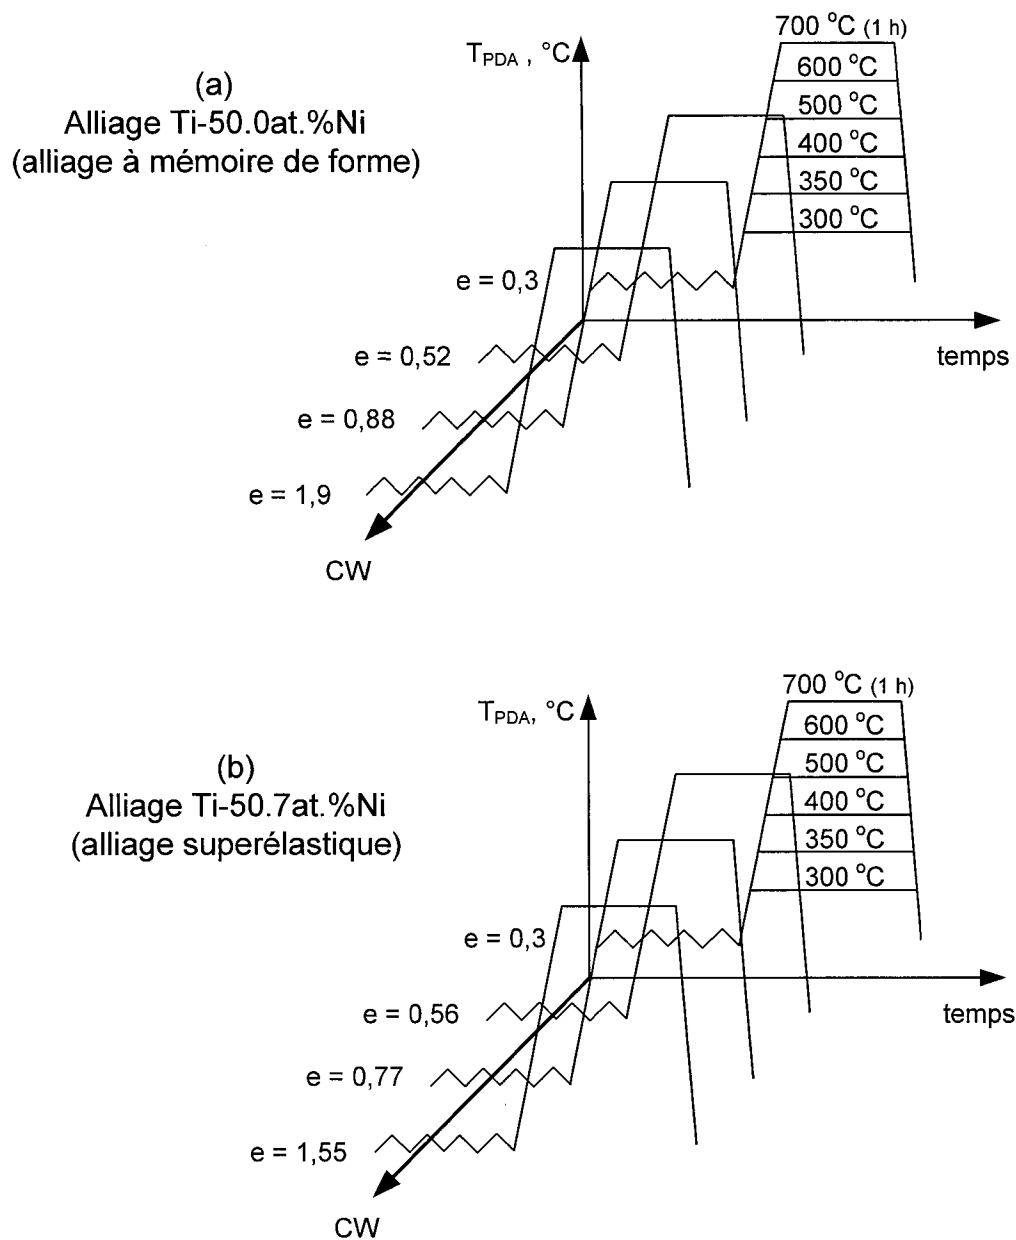 700 °C (1 h)
T_PDA , °C
600 °C
(a)
Alliage Ti-50.0at.%Ni
(alliage à mémoire de forme)
500 °C
400 °C
350 °C
300 °C
e = 0,3
temps
e = 0,52
e = 0,88
e = 1,9
CW
700 °C (1 h)
T_PDA, °C
600 °C
(b)
Alliage Ti-50.7at.%Ni
(alliage superélastique)
500 °C
400 °C
350 °C
300 °C
e = 0,3
temps
e = 0,56
e = 0,77
e = 1,55
CW